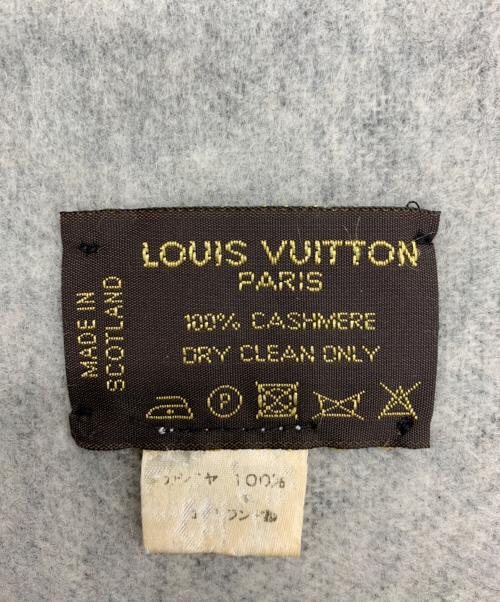 LOUIS VUITTON
PARIS
100% CASHMERE
DRY CLEAN ONLY
P
MADE IN
SCOTLAND
100%